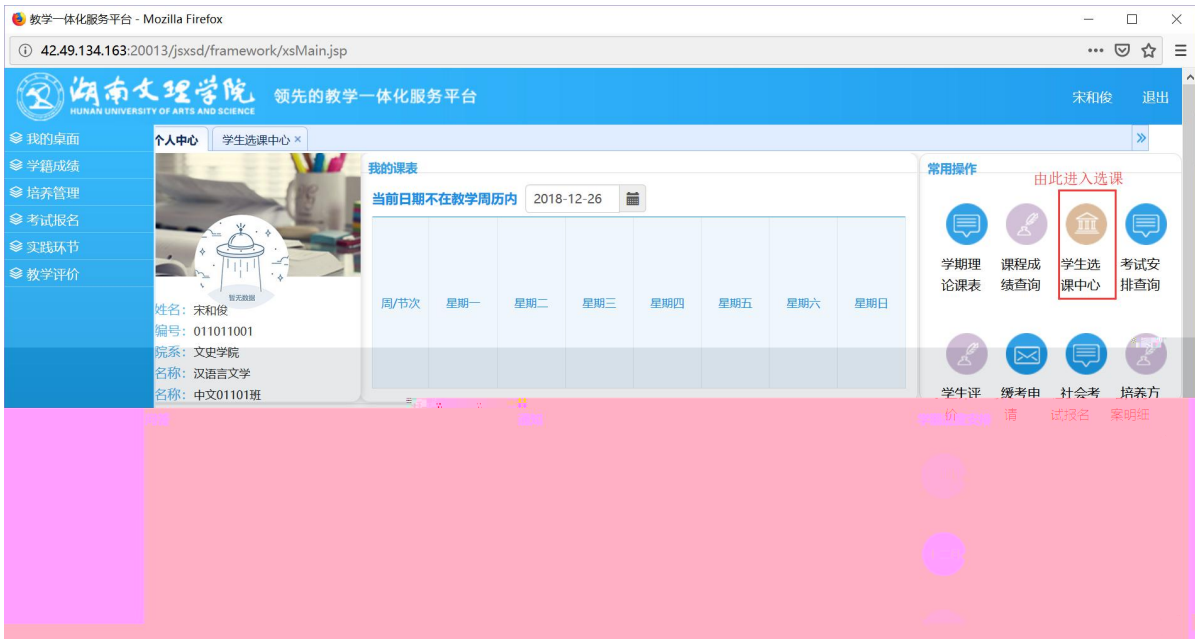 教学一体化服务平台 - Mozilla Firefox
42.49.134.163:20013/jsxsd/framework/xsMain.jsp
湖南文理学院
HUNAN UNIVERSITY OF ARTS AND SCIENCE
领先的教学一体化服务平台
宋和俊 退出
我的桌面
学籍成绩
培养管理
考试报名
实践环节
教学评价
个人中心 学生选课中心 ×
暂无数据
姓名：宋和俊
编号：011011001
院系：文史学院
名称：汉语言文学
名称：中文01101班
我的课表
当前日期不在教学周历内 2018-12-26
周/节次 星期一 星期二 星期三 星期四 星期五 星期六 星期日
常用操作
由此进入选课
学期理论课表
课程成绩查询
学生选课中心
考试安排查询
学生评价
缓考申请
社会考试报名
培养方案明细